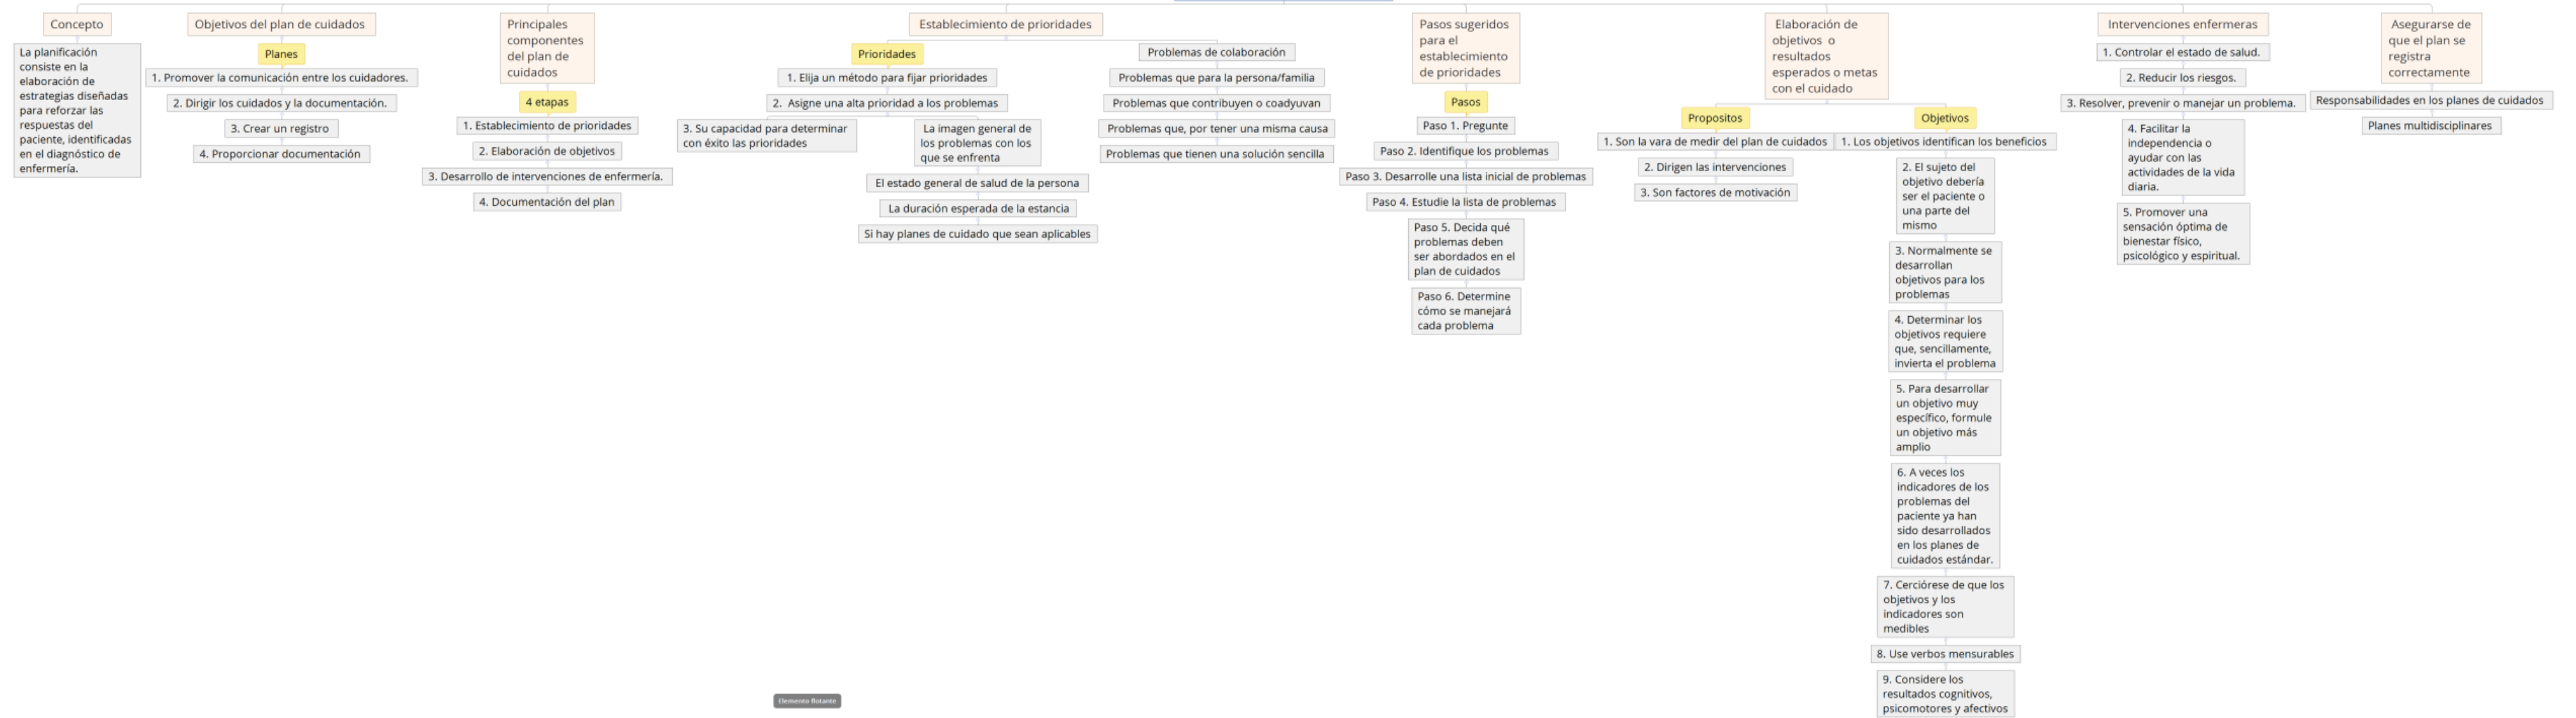 Concepto
La planificación
consiste en la
elaboración de
estrategias diseñadas
para reforzar las
respuestas del
paciente, identificadas
en el diagnóstico de
enfermería.
Objetivos del plan de cuidados
Planes
1. Promover la comunicación entre los cuidadores.
2. Dirigir los cuidados y la documentación.
3. Crear un registro
4. Proporcionar documentación
Principales
componentes
del plan de
cuidados
4 etapas
1. Establecimiento de prioridades
2. Elaboración de objetivos
3. Desarrollo de intervenciones de enfermería.
4. Documentación del plan
Establecimiento de prioridades
Prioridades
1. Elija un método para fijar prioridades
2. Asigne una alta prioridad a los problemas
3. Su capacidad para determinar
con éxito las prioridades
La imagen general de
los problemas con los
que se enfrenta
El estado general de salud de la persona
La duración esperada de la estancia
Si hay planes de cuidado que sean aplicables
Problemas de colaboración
Problemas que para la persona/familia
Problemas que contribuyen o coadyuvan
Problemas que, por tener una misma causa
Problemas que tienen una solución sencilla
Pasos sugeridos
para el
establecimiento
de prioridades
Pasos
Paso 1. Pregunte
Paso 2. Identifique los problemas
Paso 3. Desarrolle una lista inicial de problemas
Paso 4. Estudie la lista de problemas
Paso 5. Decida qué
problemas deben
ser abordados en el
plan de cuidados
Paso 6. Determine
cómo se manejará
cada problema
Elaboración de
objetivos o
resultados
esperados o metas
con el cuidado
Propositos
1. Son la vara de medir del plan de cuidados
2. Dirigen las intervenciones
3. Son factores de motivación
Objetivos
1. Los objetivos identifican los beneficios
2. El sujeto del
objetivo debería
ser el paciente o
una parte del
mismo
3. Normalmente se
desarrollan
objetivos para los
problemas
4. Determinar los
objetivos requiere
que, sencillamente,
invierta el problema
5. Para desarrollar
un objetivo muy
específico, formule
un objetivo más
amplio
6. A veces los
indicadores de los
problemas del
paciente ya han
sido desarrollados
en los planes de
cuidados estándar.
7. Cerciórese de que los
objetivos y los
indicadores son
medibles
8. Use verbos mensurables
9. Considere los
resultados cognitivos,
psicomotores y afectivos
Intervenciones enfermeras
1. Controlar el estado de salud.
2. Reducir los riesgos.
3. Resolver, prevenir o manejar un problema.
4. Facilitar la
independencia o
ayudar con las
actividades de la vida
diaria.
5. Promover una
sensación óptima de
bienestar físico,
psicológico y espiritual.
Asegurarse de
que el plan se
registra
correctamente
Responsabilidades en los planes de cuidados
Planes multidisciplinares
Elemento flotante